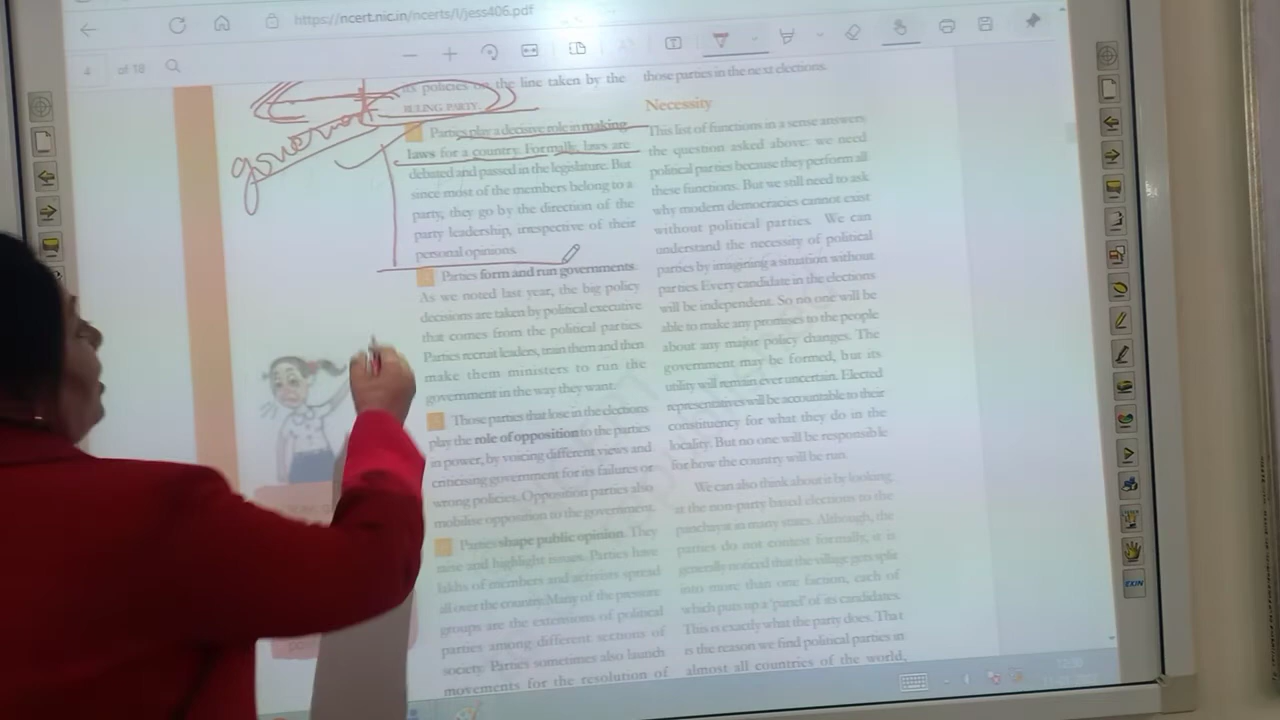 https://ncert.nic.in/ncerts/l/jess406.pdf
4 of 18
its policies on the line taken by the
RULING PARTY.
Parties play a decisive role in making
laws for a country. Formally, laws are
debated and passed in the legislature. But
since most of the members belong to a
party, they go by the direction of the
party leadership, irrespective of their
personal opinions.
Parties form and run governments.
As we noted last year, the big policy
decisions are taken by political executive
that comes from the political parties.
Parties recruit leaders, train them and then
make them ministers to run the
government in the way they want.
Those parties that lose in the elections
play the role of opposition to the parties
in power, by voicing different views and
criticising government for its failures or
wrong policies. Opposition parties also
mobilise opposition to the government.
Parties shape public opinion. They
raise and highlight issues. Parties have
lakhs of members and activists spread
all over the country. Many of the pressure
groups are the extensions of political
parties among different sections of
society. Parties sometimes also launch
movements for the resolution of
those parties in the next elections.
Necessity
This list of functions in a sense answers
the question asked above: we need
political parties because they perform all
these functions. But we still need to ask
why modern democracies cannot exist
without political parties. We can
understand the necessity of political
parties by imagining a situation without
parties. Every candidate in the elections
will be independent. So no one will be
able to make any promises to the people
about any major policy changes. The
government may be formed, but its
utility will remain ever uncertain. Elected
representatives will be accountable to their
constituency for what they do in the
locality. But no one will be responsible
for how the country will be run.
We can also think about it by looking
at the non-party based elections to the
panchayat in many states. Although, the
parties do not contest formally, it is
generally noticed that the village gets split
into more than one faction, each of
which puts up a 'panel' of its candidates.
This is exactly what the party does. That
is the reason we find political parties in
almost all countries of the world,
EXIN